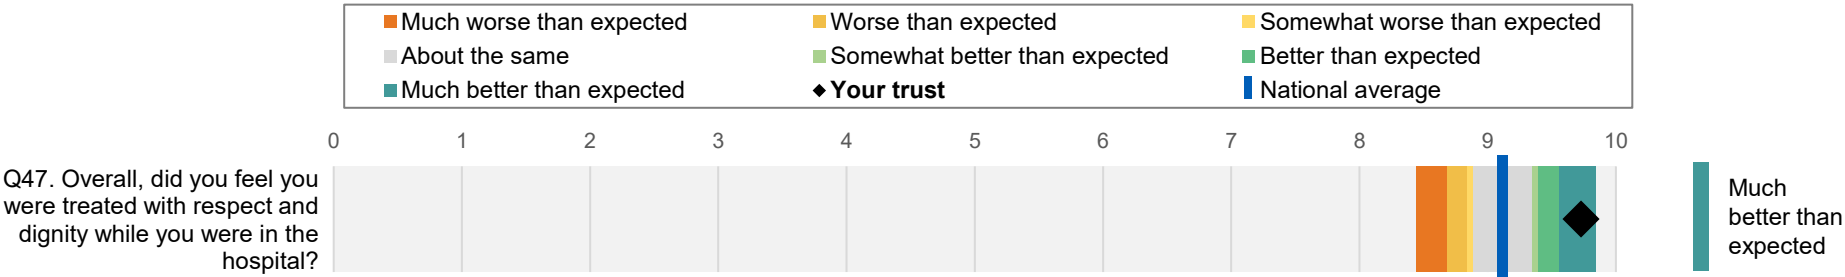 Much worse than expected
Worse than expected
Somewhat worse than expected
About the same
Somewhat better than expected
Better than expected
Much better than expected
Your trust
National average
0 1 2 3 4 5 6 7 8 9 10
Q47. Overall, did you feel you
were treated with respect and
dignity while you were in the
hospital?
Much
better than
expected